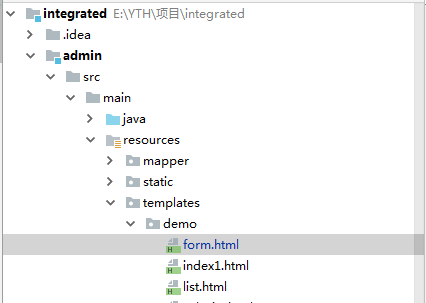 integrated E:\YTH\项目\integrated
.idea
admin
src
main
java
resources
mapper
static
templates
demo
form.html
index1.html
list.html